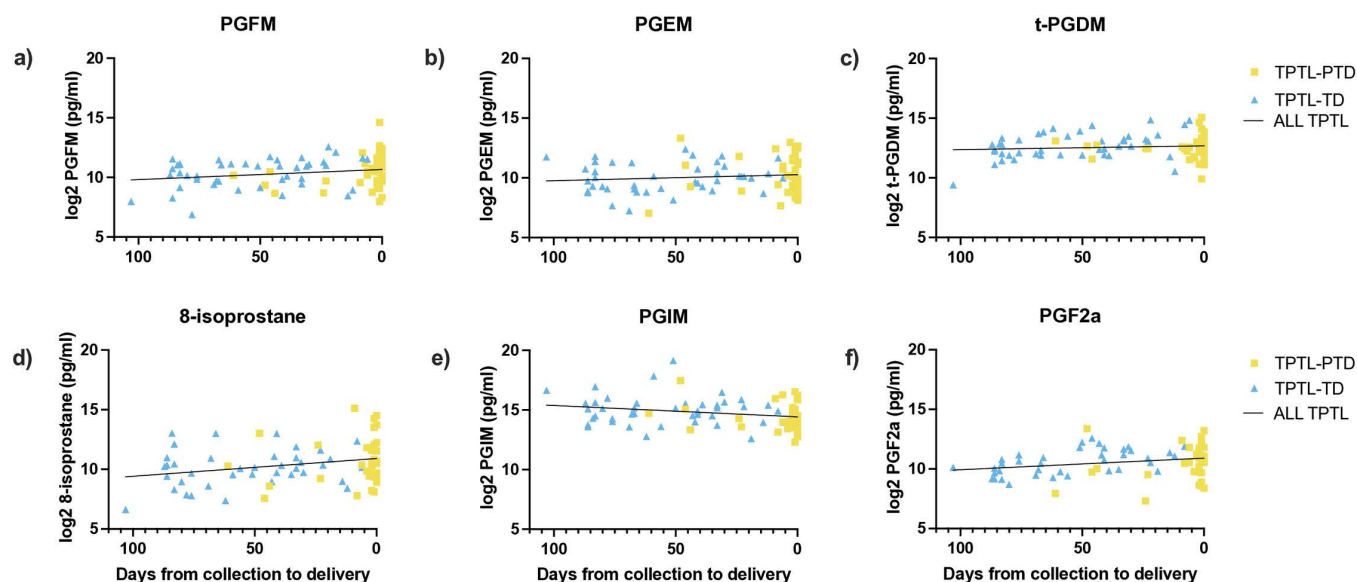 PGFM
PGEM
t-PGDM
a)
b)
c)
20
15
10
5
log2 PGFM (pg/ml)
100
50
0
20
15
10
5
log2 PGEM (pg/ml)
100
50
0
20
15
10
5
log2 t-PGDM (pg/ml)
100
50
0
TPTL-PTD
TPTL-TD
ALL TPTL
8-isoprostane
PGIM
PGF2a
d)
e)
f)
20
15
10
5
log2 8-isoprostane (pg/ml)
100
50
0
Days from collection to delivery
20
15
10
5
log2 PGIM (pg/ml)
100
50
0
Days from collection to delivery
20
15
10
5
log2 PGF2a (pg/ml)
100
50
0
Days from collection to delivery
TPTL-PTD
TPTL-TD
ALL TPTL